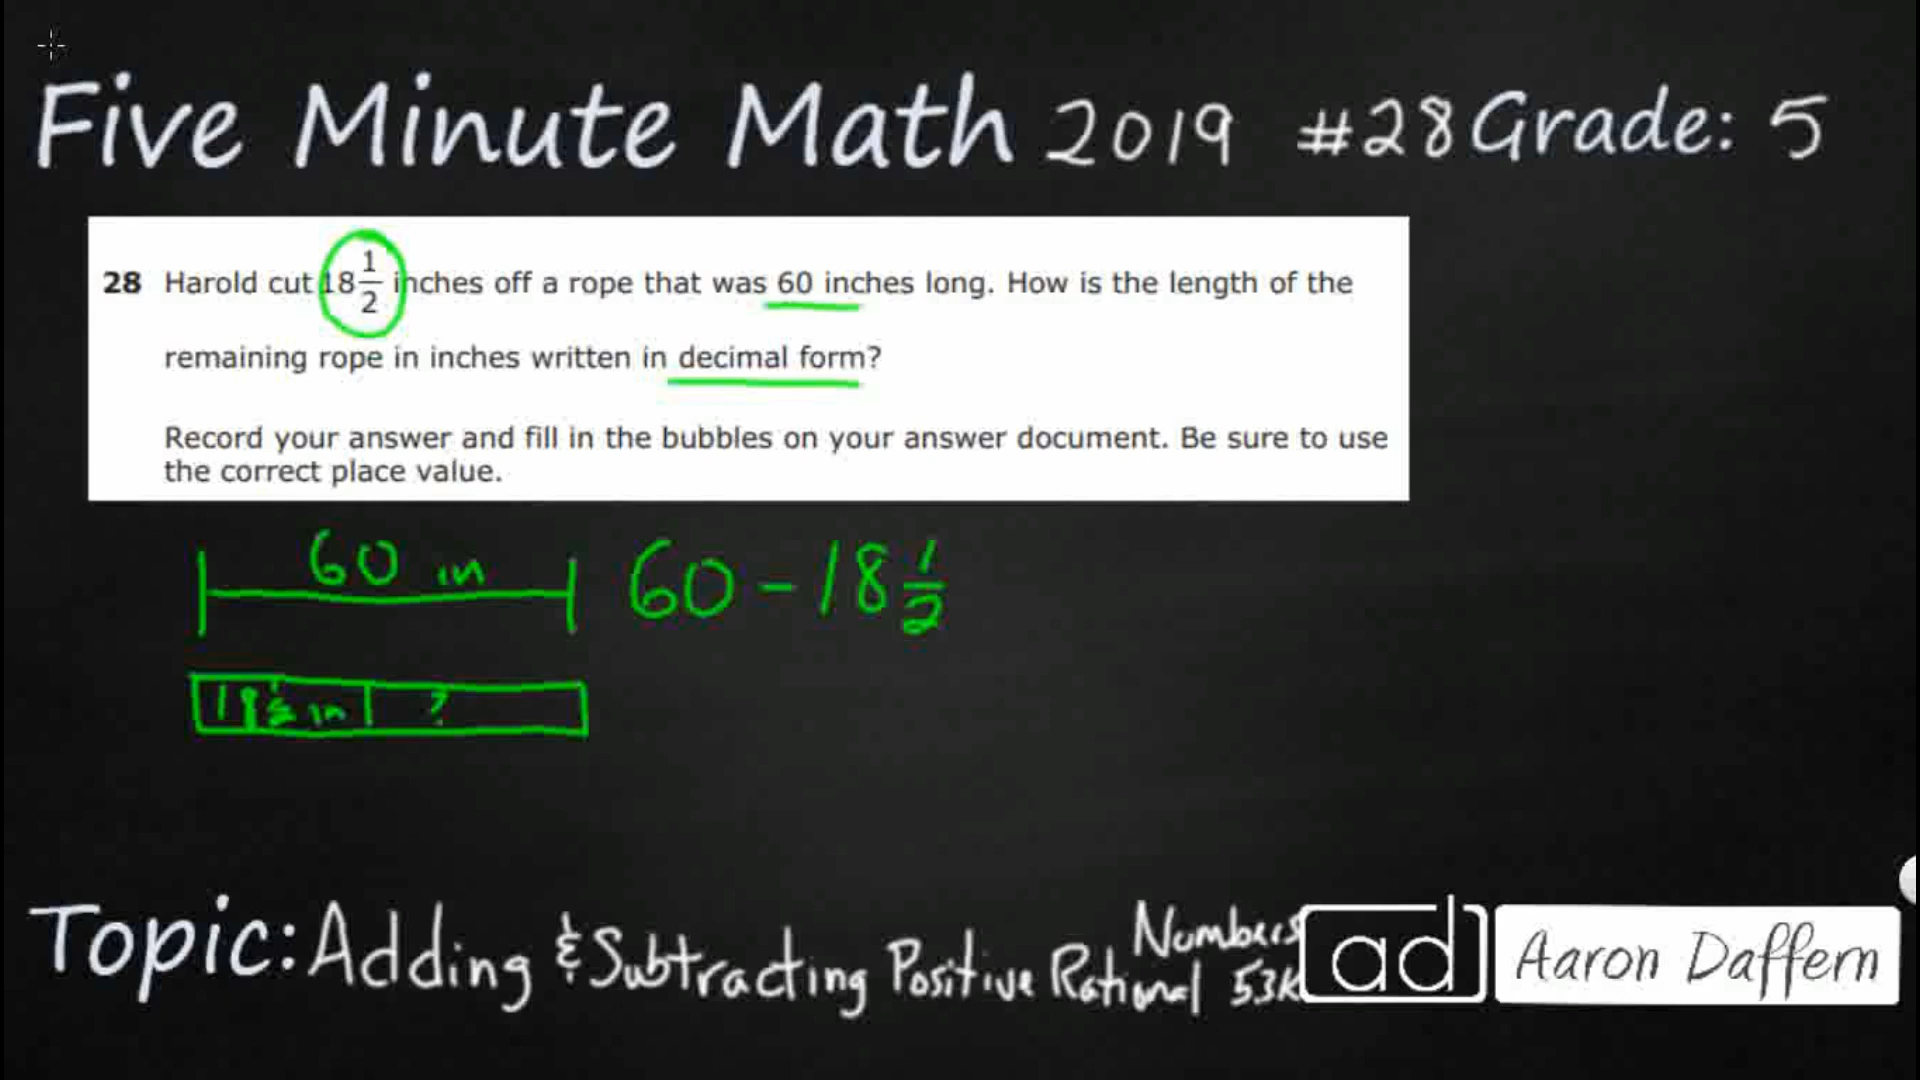 Five Minute Math 2019 #28 Grade: 5
28 Harold cut 18 1/2 inches off a rope that was 60 inches long. How is the length of the
remaining rope in inches written in decimal form?
Record your answer and fill in the bubbles on your answer document. Be sure to use
the correct place value.
60 in
60 - 18 1/2
18 1/2 in ?
Topic: Adding & Subtracting Positive Rational Numbers 5.3K
ad Aaron Daffern